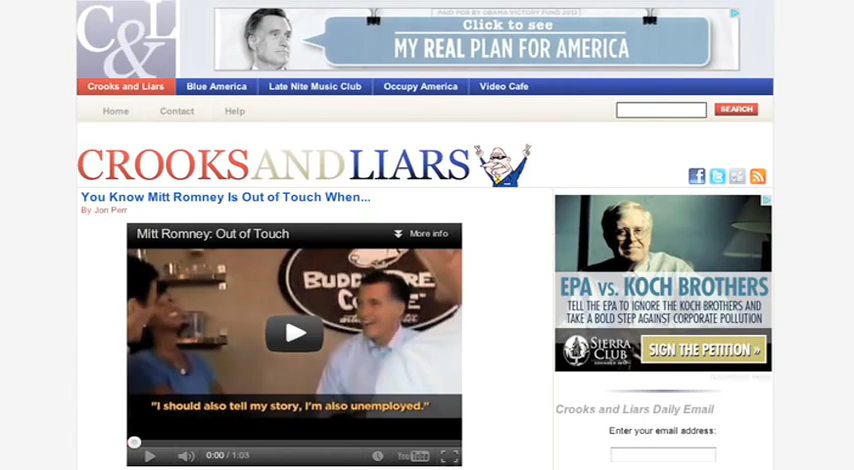 C&L
PAID FOR BY OBAMA VICTORY FUND 2012
Click to see
MY REAL PLAN FOR AMERICA
Crooks and Liars
Blue America
Late Nite Music Club
Occupy America
Video Cafe
Home
Contact
Help
SEARCH
CROOKSANDLIARS
You Know Mitt Romney Is Out of Touch When...
By Jon Perr
Mitt Romney: Out of Touch
More info
"I should also tell my story, I'm also unemployed."
0:00 / 1:03
YouTube
EPA VS. KOCH BROTHERS
TELL THE EPA TO IGNORE THE KOCH BROTHERS AND
TAKE A BOLD STEP AGAINST CORPORATE POLLUTION
SIERRA
CLUB
SIGN THE PETITION »
Crooks and Liars Daily Email
Enter your email address: